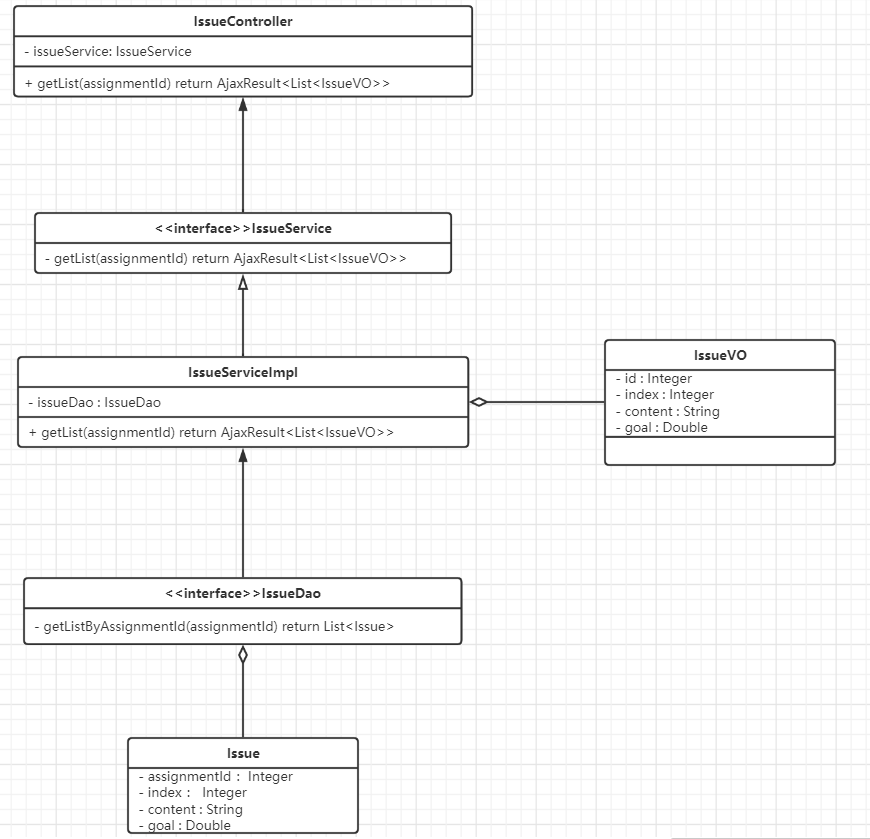 IssueController
- issueService: IssueService
+ getList(assignmentId) return AjaxResult<List<IssueVO>>
<<interface>>IssueService
- getList(assignmentId) return AjaxResult<List<IssueVO>>
IssueServiceImpl
- issueDao : IssueDao
+ getList(assignmentId) return AjaxResult<List<IssueVO>>
IssueVO
- id : Integer
- index : Integer
- content : String
- goal : Double
<<interface>>IssueDao
- getListByAssignmentId(assignmentId) return List<Issue>
Issue
- assignmentId： Integer
- index： Integer
- content : String
- goal : Double